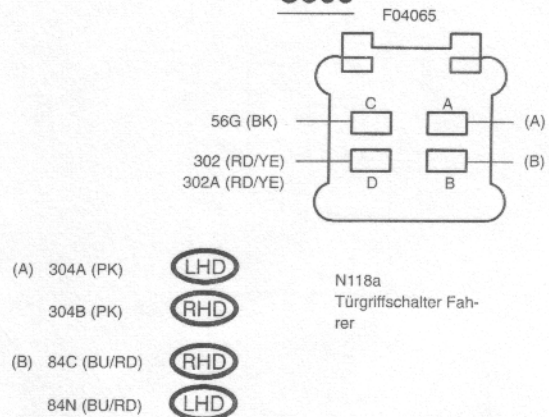 F04065
C
A
56G (BK)
(A)
302 (RD/YE)
(B)
302A (RD/YE)
D
B
(A) 304A (PK) LHD
304B (PK) RHD
(B) 84C (BU/RD) RHD
84N (BU/RD) LHD
N118a
Türgriffschalter Fah-
rer